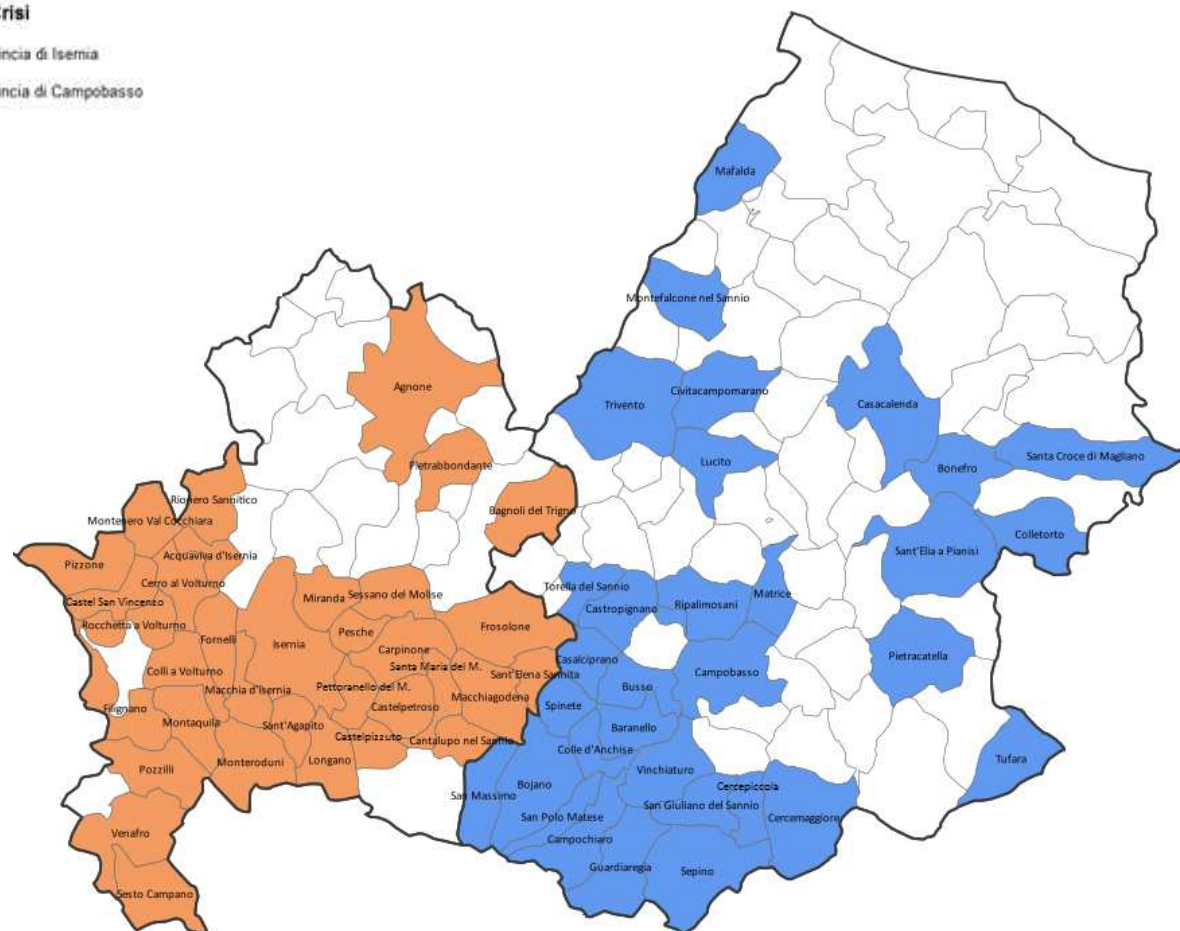 risi
incia di Isernia
incia di Campobasso
Mafalda
Montefalcone nel Sannio
Agnone
Trivento
Civitacampomarano
Casacalenda
Lucito
Santa Croce di Magliano
Bonefro
Pietrabbondante
Rionero Sannitico
Bagnoli del Trigno
Montenero Val Cocchiara
Colletorto
Acquaviva d'Isernia
Sant'Elia a Pianisi
Pizzone
Cerro al Volturno
Torella del Sannio
Castel San Vincenzo
Miranda
Sessano del Molise
Castropignano
Ripalimosani
Matrice
Rocchetta a Volturno
Frosolone
Fornelli
Isernia
Pesche
Carpinone
Pietracatella
Casalciprano
Santa Maria del M.
Colli a Volturno
Sant'Elena Sannita
Campobasso
Pettoranello del M.
Busso
Macchia d'Isernia
Macchiagodena
Filignano
Castelpetroso
Spinete
Montaquila
Sant'Agapito
Baranello
Castelpizzuto
Cantalupo nel Sannio
Colle d'Anchise
Tufara
Monteroduni
Longano
Pozzilli
Vinchiaturo
Bojano
Cercepiccola
San Massimo
San Giuliano del Sannio
San Polo Matese
Cercemaggiore
Venafro
Campochiaro
Guardiaregia
Sepino
Sesto Campano